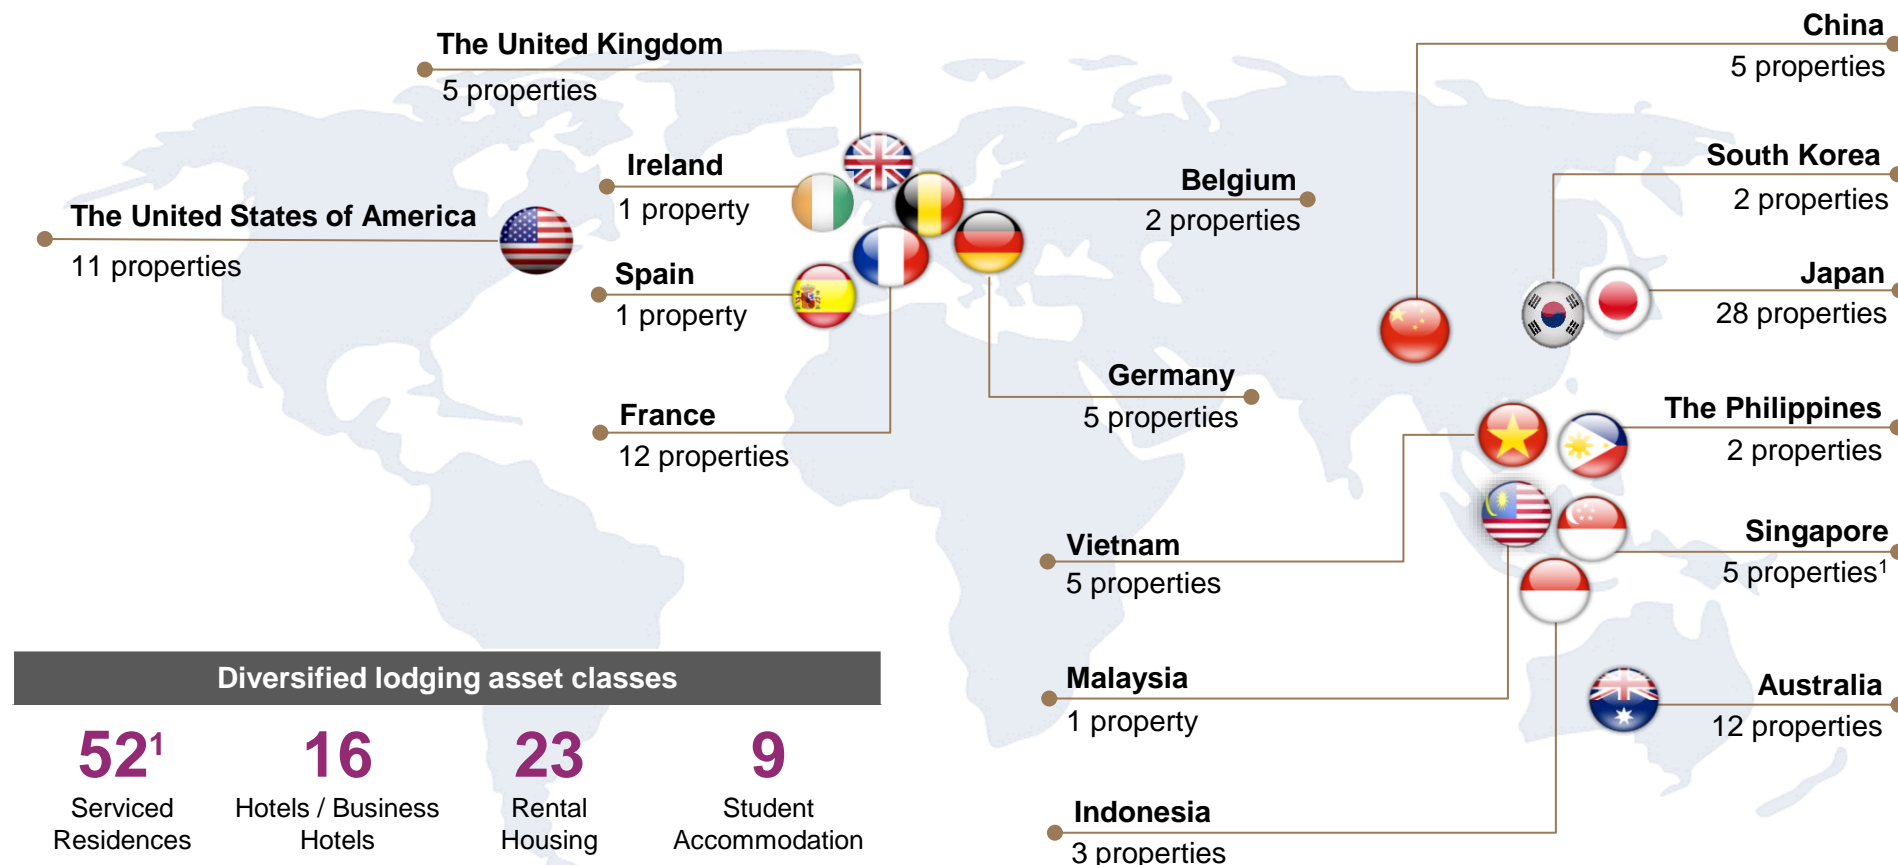 The United Kingdom
5 properties
China
5 properties
Ireland
1 property
Belgium
2 properties
South Korea
2 properties
The United States of America
11 properties
Spain
1 property
Japan
28 properties
Germany
5 properties
France
12 properties
The Philippines
2 properties
Vietnam
5 properties
Singapore
5 properties¹
Malaysia
1 property
Australia
12 properties
Indonesia
3 properties
Diversified lodging asset classes
52¹
Serviced
Residences
16
Hotels / Business
Hotels
23
Rental
Housing
9
Student
Accommodation